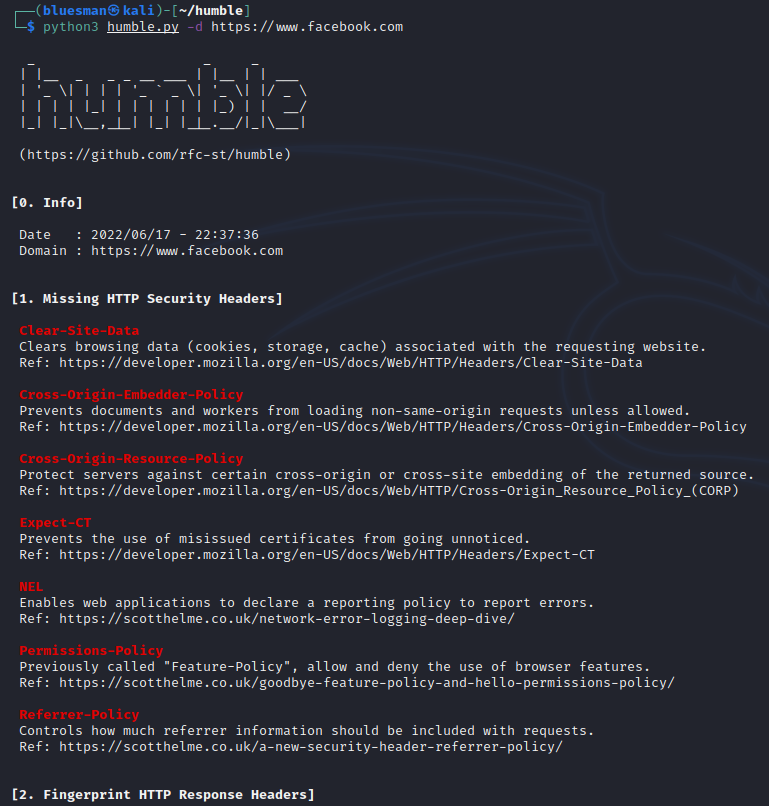 ┌──(bluesman㉿kali)-[~/humble]
└─$ python3 humble.py -d https://www.facebook.com
humble
(https://github.com/rfc-st/humble)
[0. Info]
Date   : 2022/06/17 - 22:37:36
Domain : https://www.facebook.com
[1. Missing HTTP Security Headers]
Clear-Site-Data
Clears browsing data (cookies, storage, cache) associated with the requesting website.
Ref: https://developer.mozilla.org/en-US/docs/Web/HTTP/Headers/Clear-Site-Data
Cross-Origin-Embedder-Policy
Prevents documents and workers from loading non-same-origin requests unless allowed.
Ref: https://developer.mozilla.org/en-US/docs/Web/HTTP/Headers/Cross-Origin-Embedder-Policy
Cross-Origin-Resource-Policy
Protect servers against certain cross-origin or cross-site embedding of the returned source.
Ref: https://developer.mozilla.org/en-US/docs/Web/HTTP/Cross-Origin_Resource_Policy_(CORP)
Expect-CT
Prevents the use of misissued certificates from going unnoticed.
Ref: https://developer.mozilla.org/en-US/docs/Web/HTTP/Headers/Expect-CT
NEL
Enables web applications to declare a reporting policy to report errors.
Ref: https://scotthelme.co.uk/network-error-logging-deep-dive/
Permissions-Policy
Previously called "Feature-Policy", allow and deny the use of browser features.
Ref: https://scotthelme.co.uk/goodbye-feature-policy-and-hello-permissions-policy/
Referrer-Policy
Controls how much referrer information should be included with requests.
Ref: https://scotthelme.co.uk/a-new-security-header-referrer-policy/
[2. Fingerprint HTTP Response Headers]